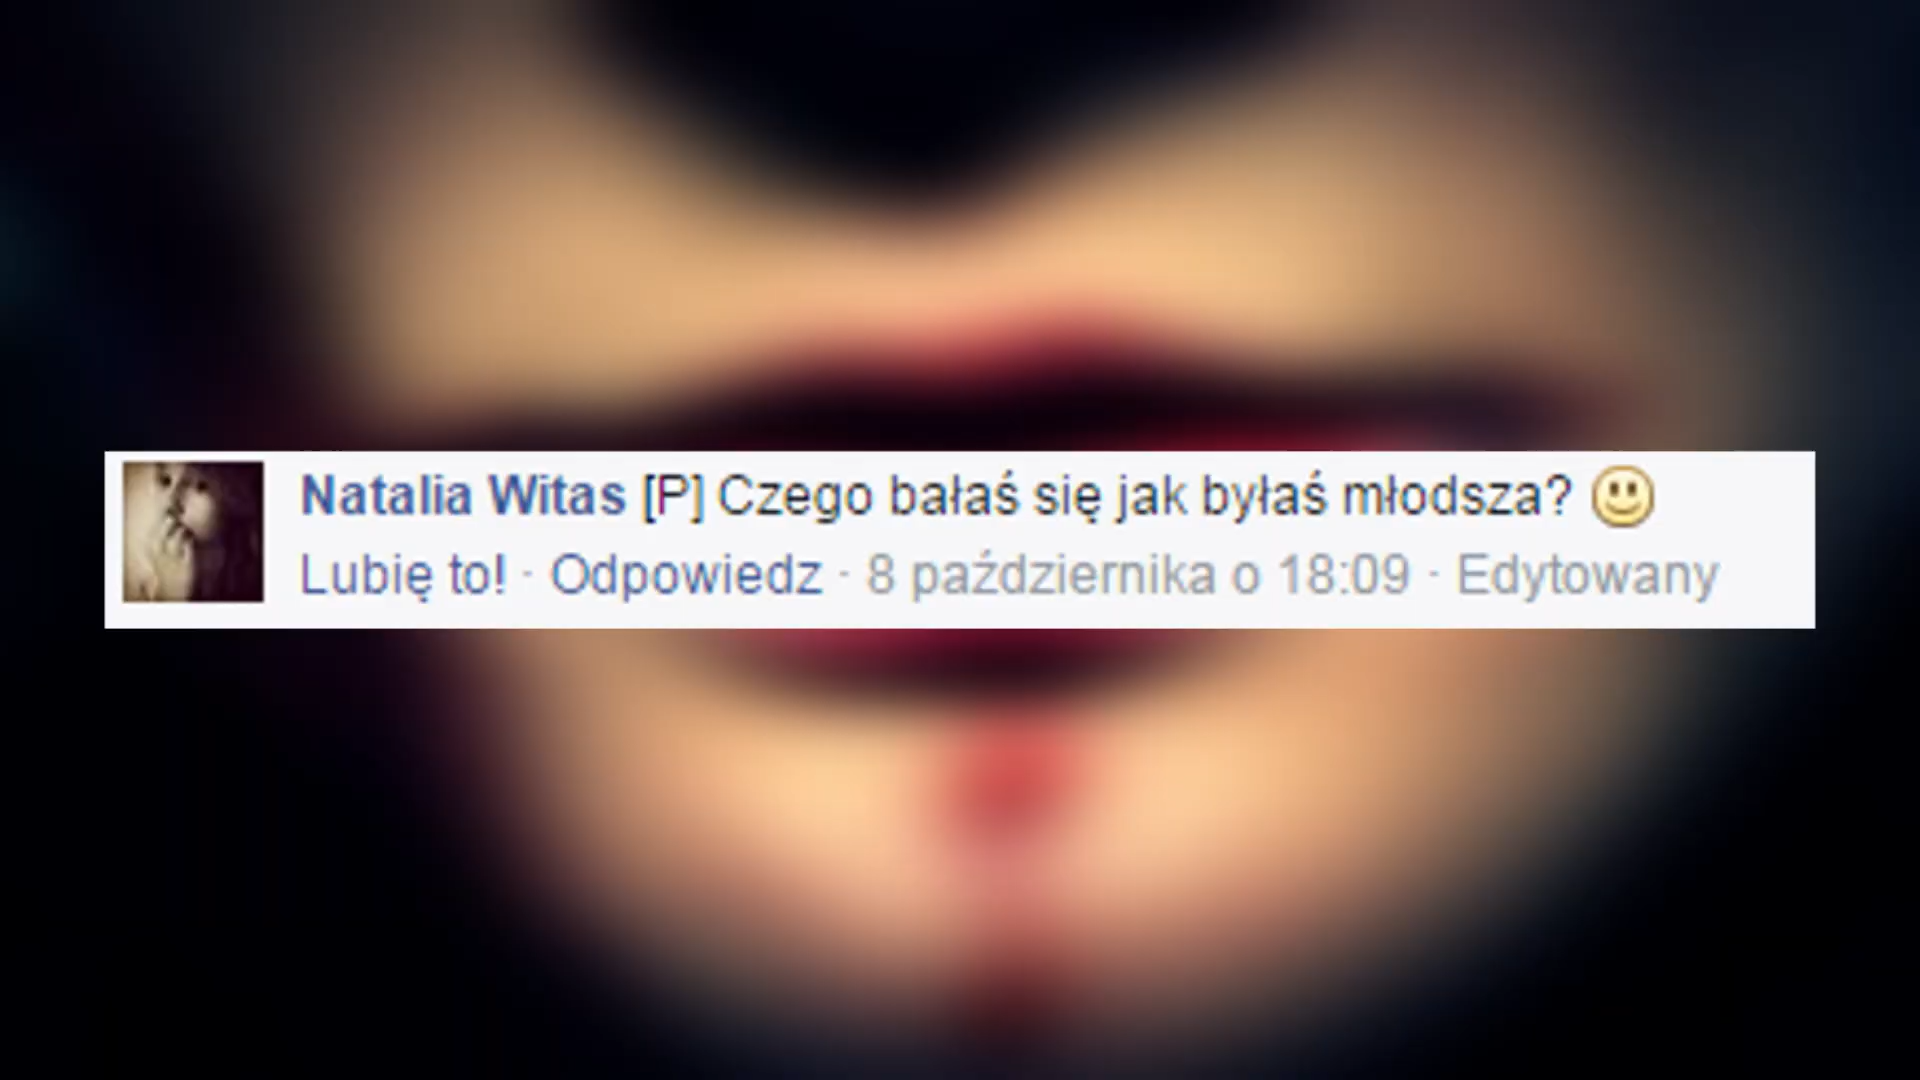 Natalia Witas [P] Czego bałaś się jak byłaś młodsza? 🙂
Lubię to! · Odpowiedz · 8 października o 18:09 · Edytowany